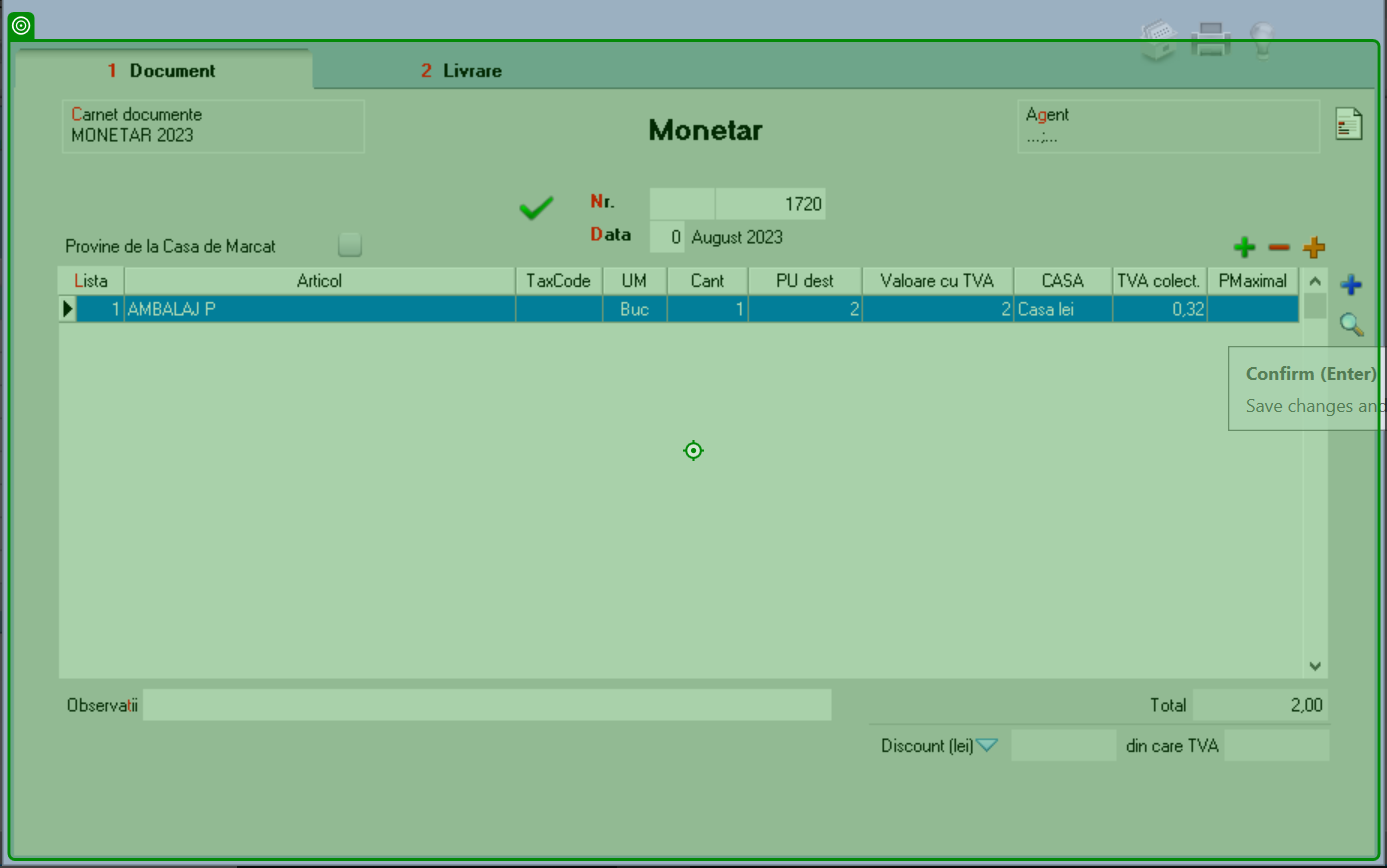 1 Document
2 Livrare
Carnet documente
MONETAR 2023
Monetar
Agent
...;...
Nr. 1720
Data 0 August 2023
Provine de la Casa de Marcat
Lista Articol TaxCode UM Cant PU dest Valoare cu TVA CASA TVA colect. PMaximal
1 AMBALAJ P Buc 1 2 2 Casa lei 0,32
Confirm (Enter)
Save changes and
Observatii
Total 2,00
Discount (lei) din care TVA